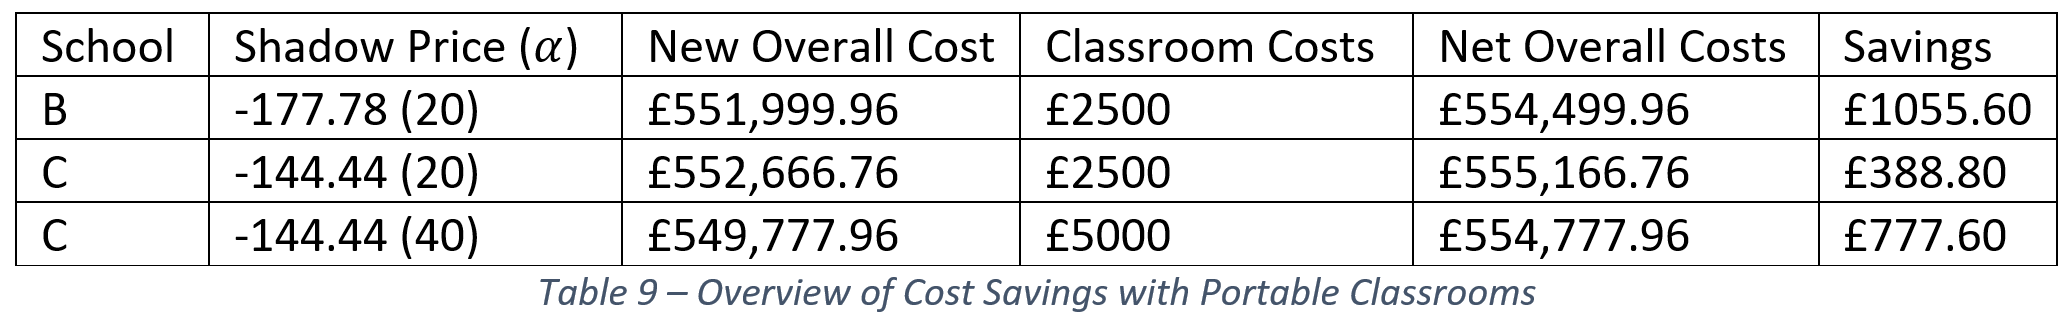 School Shadow Price (𝛼) New Overall Cost Classroom Costs Net Overall Costs Savings
B -177.78 (20) £551,999.96 £2500 £554,499.96 £1055.60
C -144.44 (20) £552,666.76 £2500 £555,166.76 £388.80
C -144.44 (40) £549,777.96 £5000 £554,777.96 £777.60
Table 9 – Overview of Cost Savings with Portable Classrooms